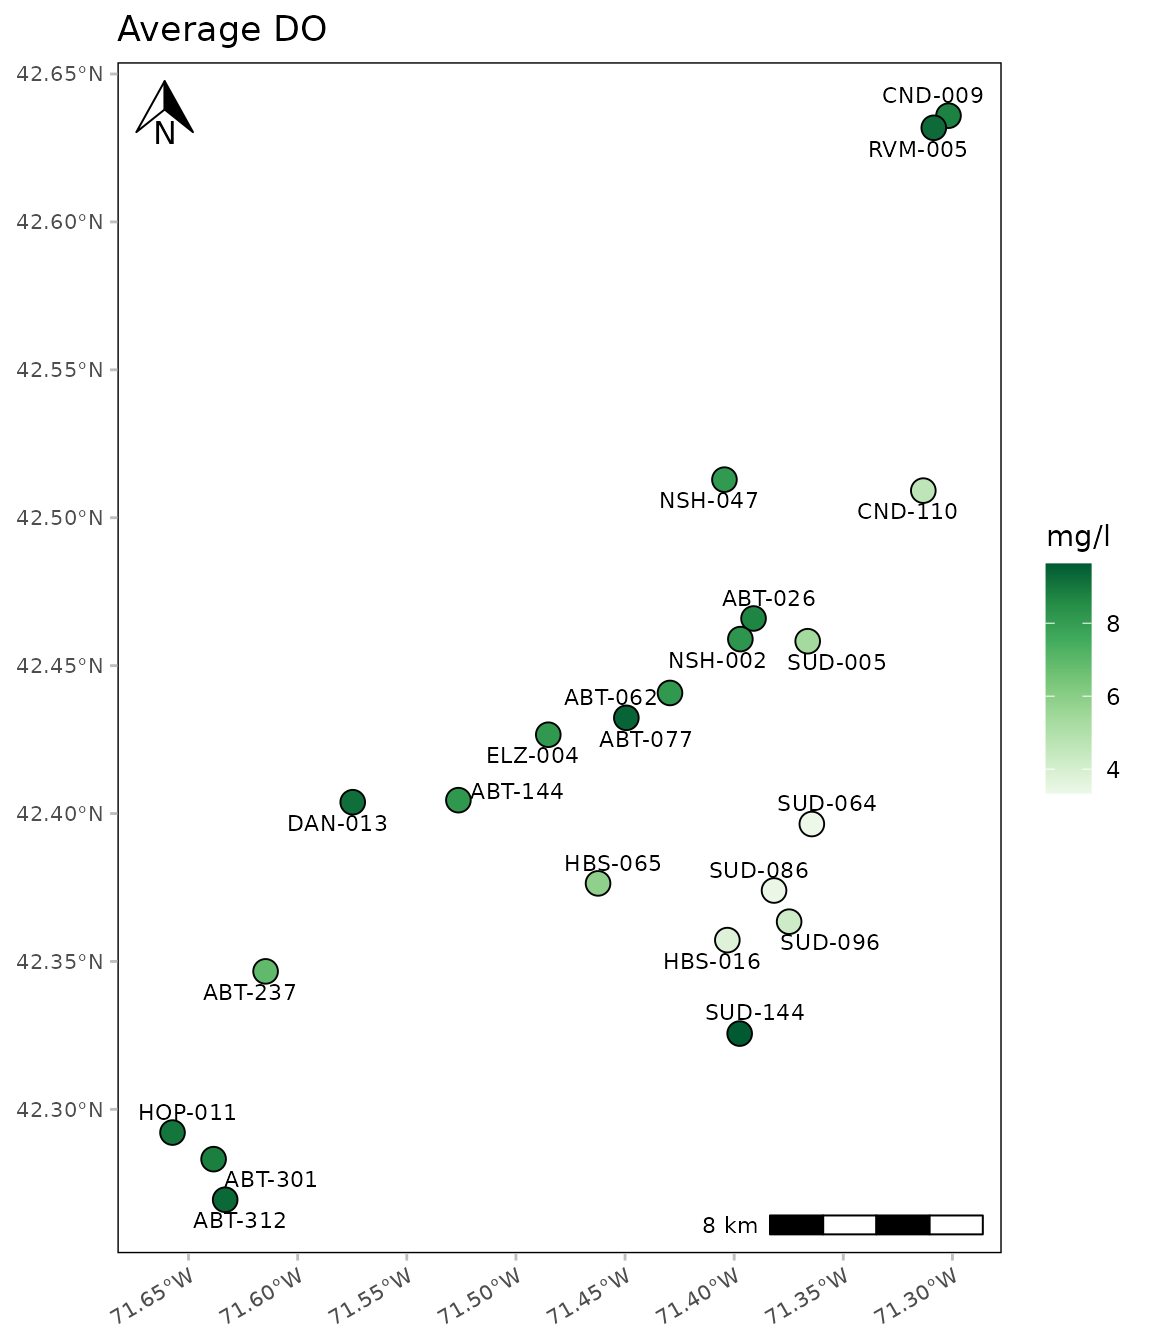 Average DO
42.65°N
42.60°N
42.55°N
42.50°N
42.45°N
42.40°N
42.35°N
42.30°N
N
CND-009
RVM-005
NSH-047
CND-110
ABT-026
NSH-002
SUD-005
ABT-062
ABT-077
ELZ-004
ABT-144
DAN-013
SUD-064
HBS-065
SUD-086
SUD-096
HBS-016
ABT-237
SUD-144
HOP-011
ABT-301
ABT-312
8 km
71.65°W
71.60°W
71.55°W
71.50°W
71.45°W
71.40°W
71.35°W
71.30°W
mg/l
8
6
4